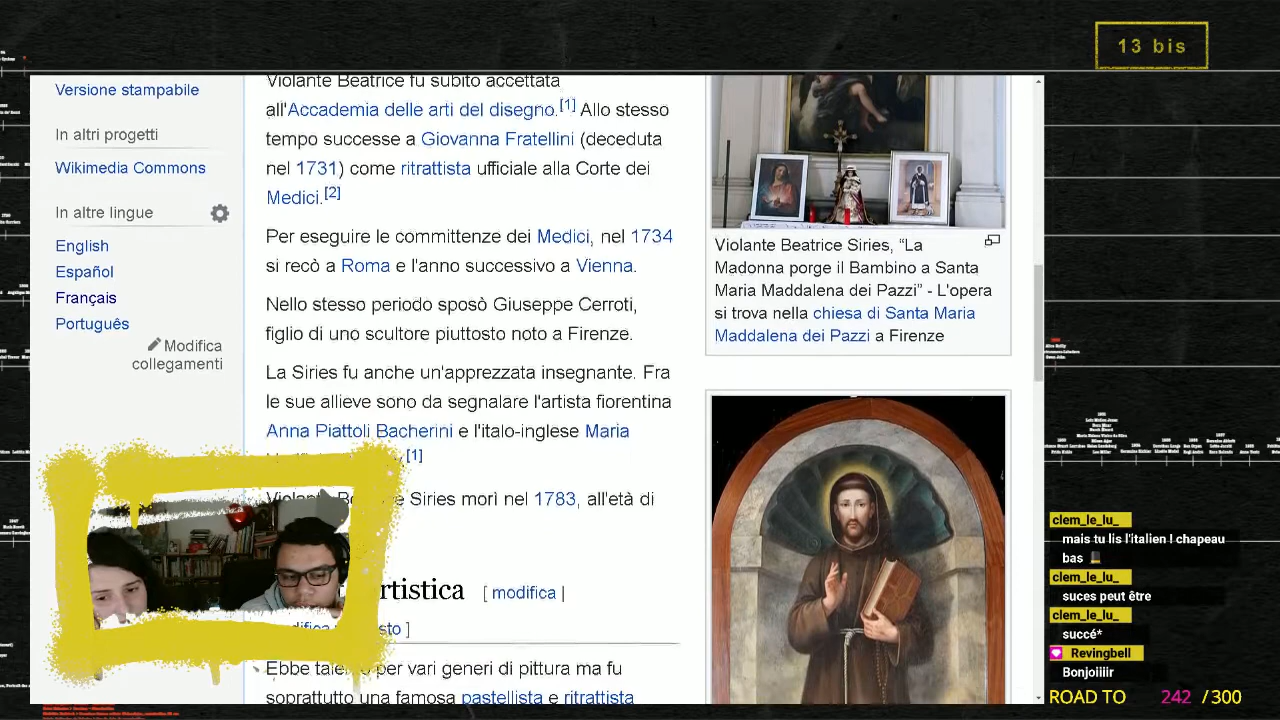 13 bis
Versione stampabile
In altri progetti
Wikimedia Commons
In altre lingue
English
Español
Français
Português
Modifica
collegamenti
Violante Beatrice fu subito accettata
all'Accademia delle arti del disegno.[1] Allo stesso
tempo successe a Giovanna Fratellini (deceduta
nel 1731) come ritrattista ufficiale alla Corte dei
Medici.[2]
Per eseguire le committenze dei Medici, nel 1734
si recò a Roma e l'anno successivo a Vienna.
Nello stesso periodo sposò Giuseppe Cerroti,
figlio di uno scultore piuttosto noto a Firenze.
La Siries fu anche un'apprezzata insegnante. Fra
le sue allieve sono da segnalare l'artista fiorentina
Anna Piattoli Bacherini e l'italo-inglese Maria
[1]
Siries morì nel 1783, all'età di
[ modifica |
]
Ebbe per vari generi di pittura ma fu
soprattutto una famosa pastellista e ritrattista
Violante Beatrice Siries, “La
Madonna porge il Bambino a Santa
Maria Maddalena dei Pazzi” - L'opera
si trova nella chiesa di Santa Maria
Maddalena dei Pazzi a Firenze
clem_le_lu_
mais tu lis l'italien ! chapeau
bas
clem_le_lu_
suces peut être
clem_le_lu_
succé*
Revingbell
Bonjoiiiir
ROAD TO 242 /300